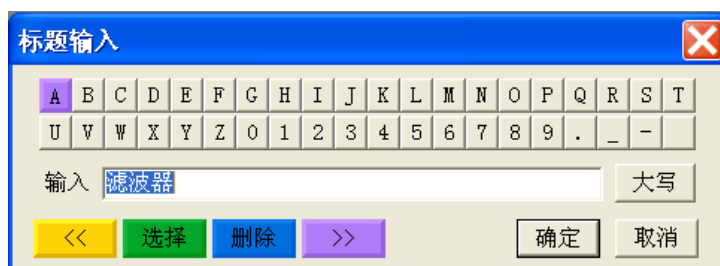 标题输入
A B C D E F G H I J K L M N O P Q R S T
U V W X Y Z 0 1 2 3 4 5 6 7 8 9 . _ -
输入 滤波器 大写
<< 选择 删除 >> 确定 取消